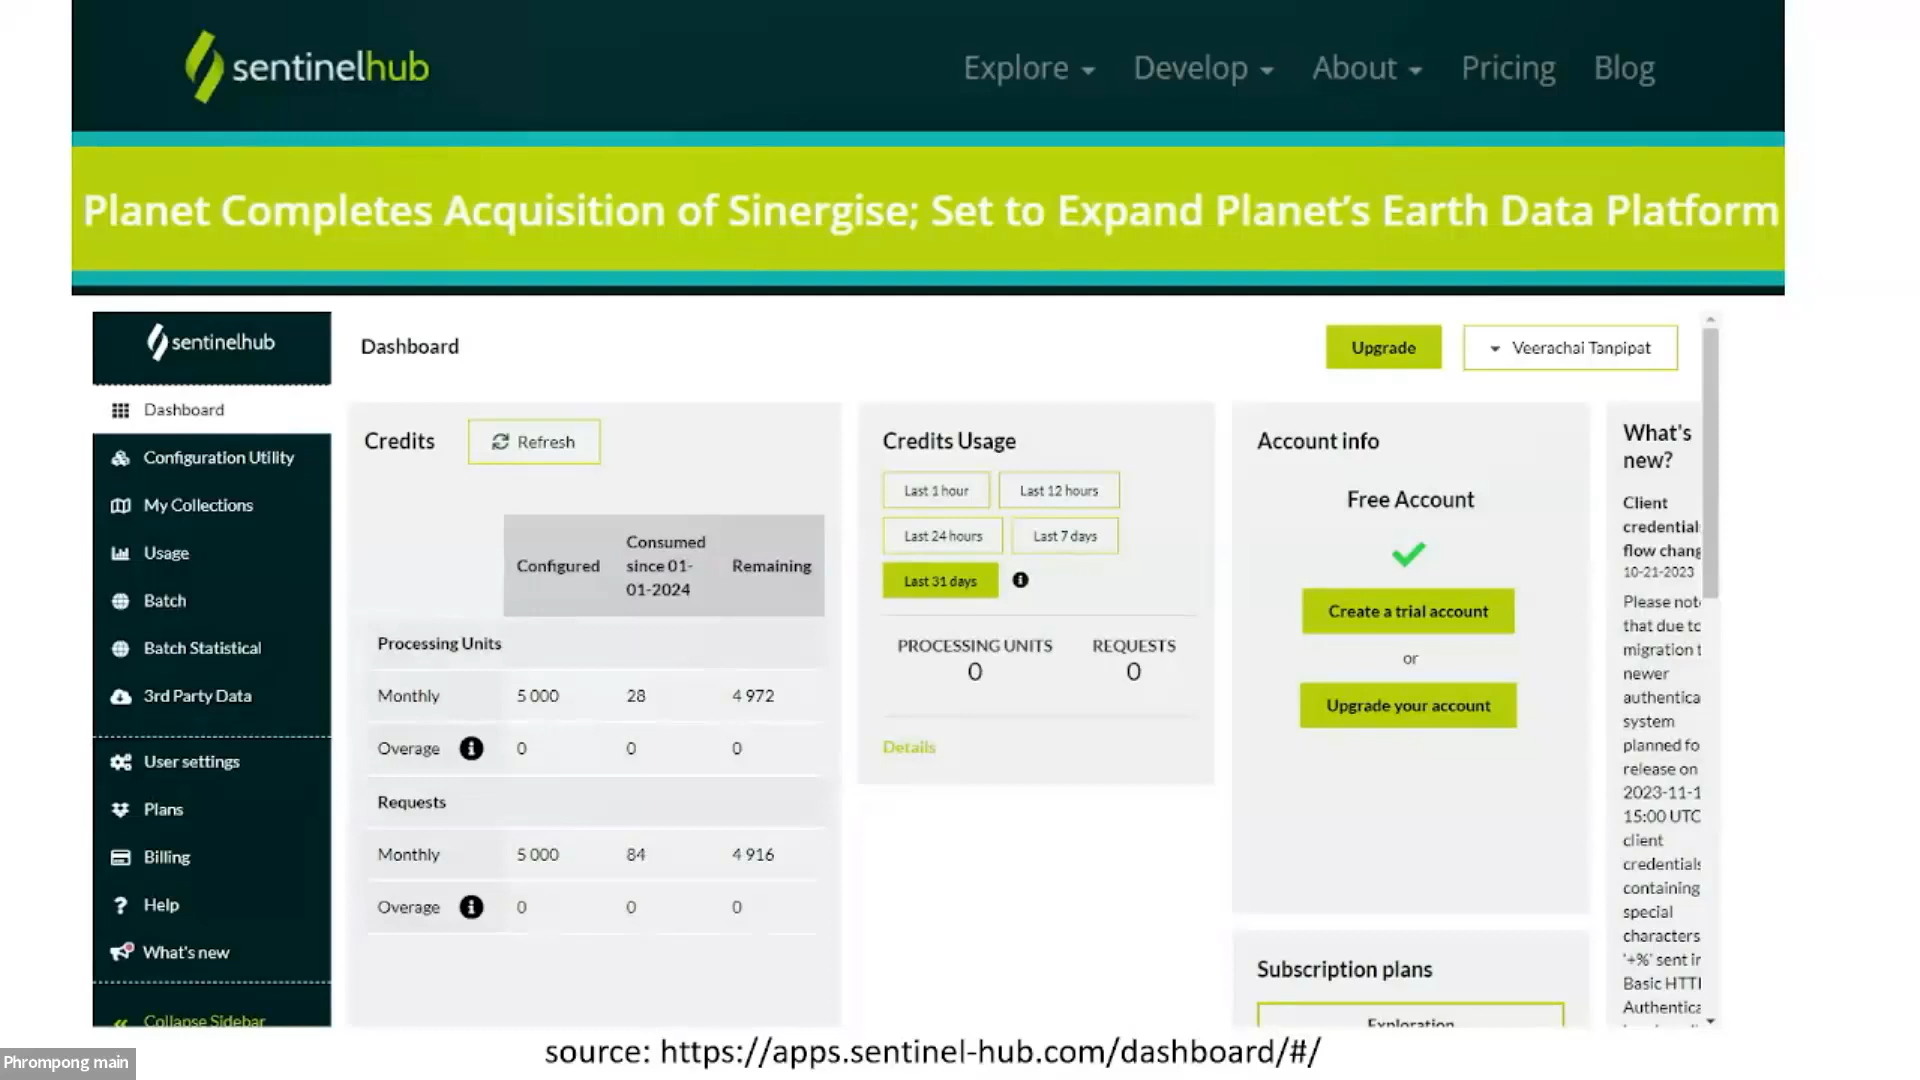 sentinelhub
Explore
Develop
About
Pricing
Blog
Planet Completes Acquisition of Sinergise; Set to Expand Planet's Earth Data Platform
sentinelhub
Dashboard
Configuration Utility
My Collections
Usage
Batch
Batch Statistical
3rd Party Data
User settings
Plans
Billing
Help
What's new
Collapse Sidebar
Dashboard
Upgrade
Veerachai Tanpipat
Credits
Refresh
Configured
Consumed
since 01-
01-2024
Remaining
Processing Units
Monthly 5 000 28 4 972
Overage 0 0 0
Requests
Monthly 5 000 84 4 916
Overage 0 0 0
Credits Usage
Last 1 hour
Last 12 hours
Last 24 hours
Last 7 days
Last 31 days
PROCESSING UNITS
0
REQUESTS
0
Details
Account info
Free Account
Create a trial account
or
Upgrade your account
Subscription plans
Exploration
What's
new?
Client
credential
flow chang
10-21-2023
Please not
that due to
migration t
newer
authentica
system
planned fo
release on
2023-11-1
15:00 UTC
client
credentials
containing
special
characters
'+%' sent in
Basic HTTI
Authentica
source: https://apps.sentinel-hub.com/dashboard/#/
Phrompong main